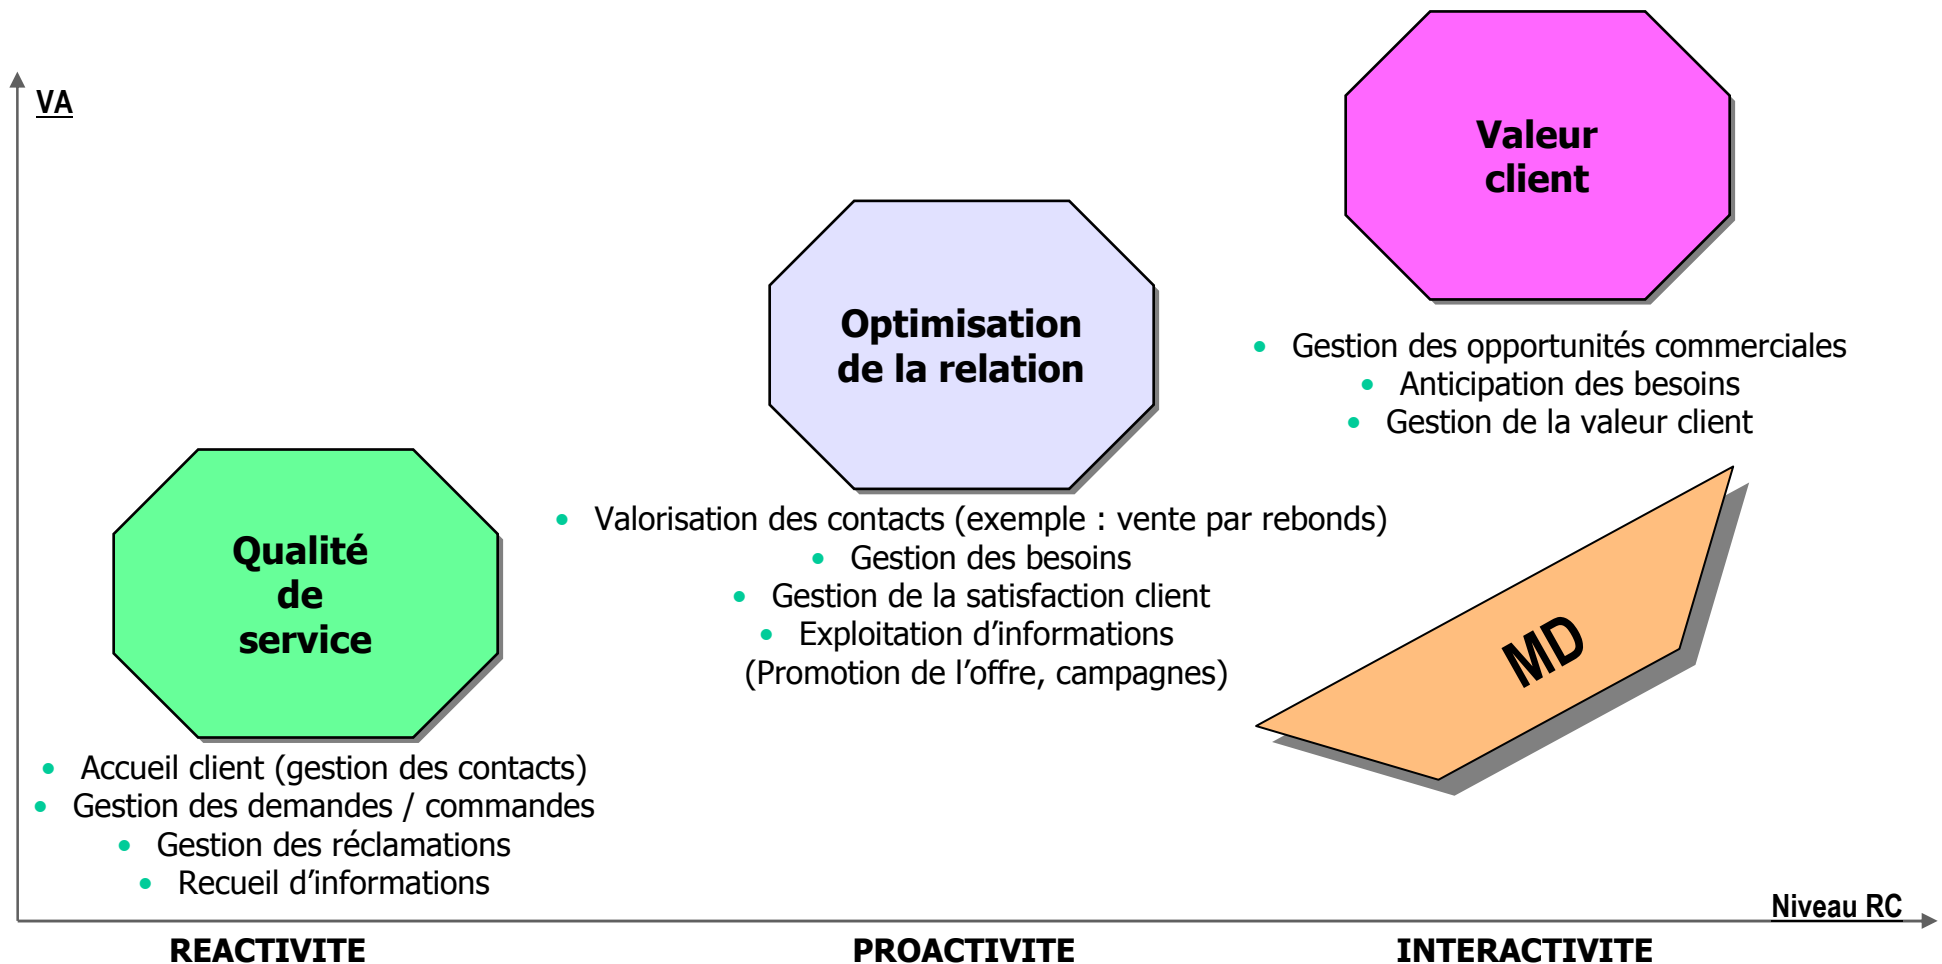 VA
Valeur
client
Optimisation
de la relation
• Gestion des opportunités commerciales
• Anticipation des besoins
• Gestion de la valeur client
Qualité
de
service
• Valorisation des contacts (exemple : vente par rebonds)
• Gestion des besoins
• Gestion de la satisfaction client
• Exploitation d’informations
(Promotion de l’offre, campagnes)
MD
• Accueil client (gestion des contacts)
• Gestion des demandes / commandes
• Gestion des réclamations
• Recueil d’informations
Niveau RC
REACTIVITE
PROACTIVITE
INTERACTIVITE